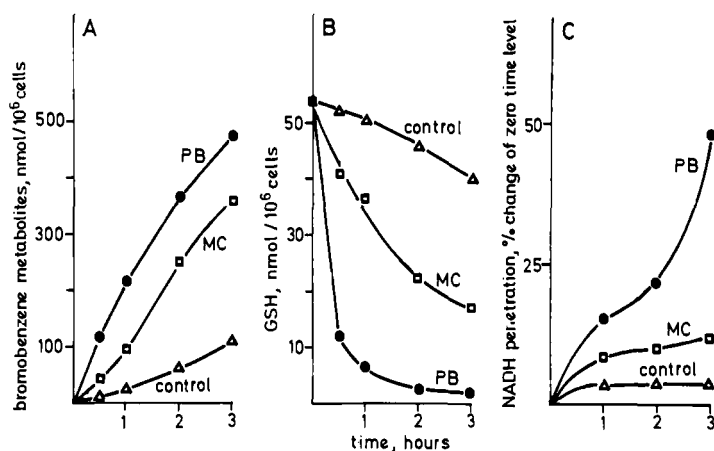 A
bromobenzene metabolites, nmol/10⁶ cells
500
300
100
PB
MC
control
1
2
3
B
GSH, nmol/10⁶ cells
50
30
10
control
MC
PB
1
2
3
time, hours
C
NADH penetration, % change of zero time level
50
25
PB
MC
control
1
2
3